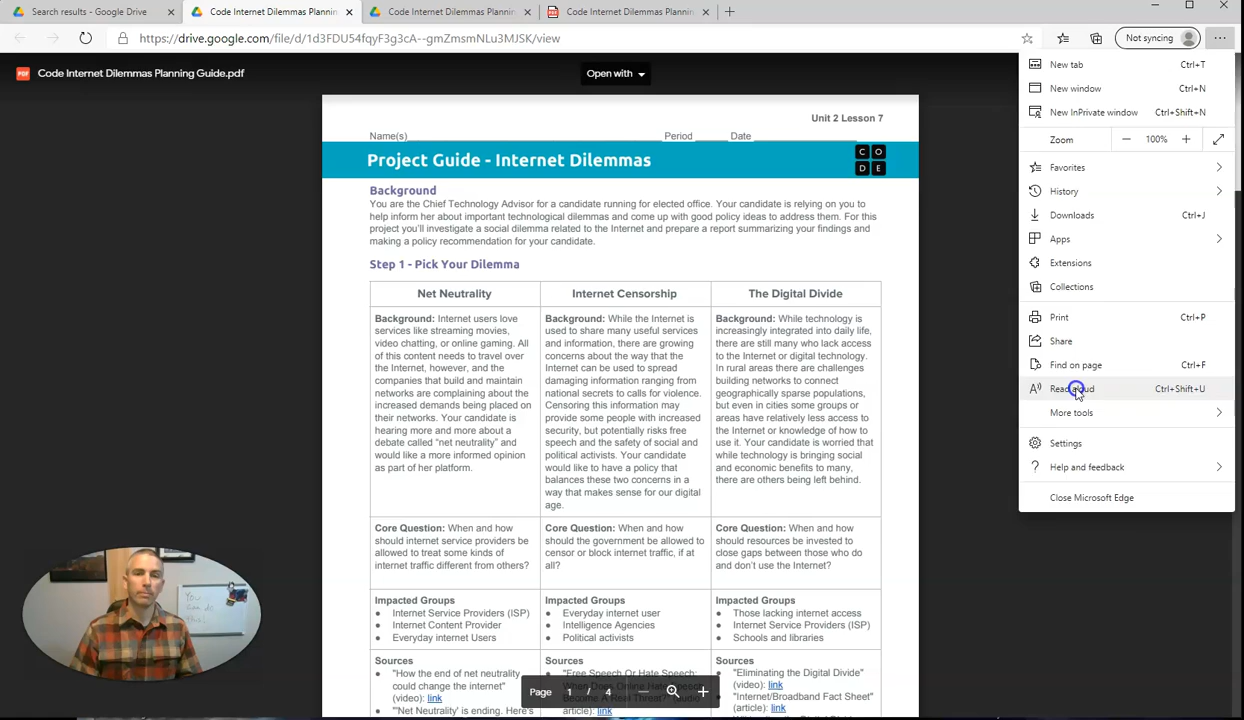 Search results - Google Drive
Code Internet Dilemmas Plannin
Code Internet Dilemmas Plannin
Code Internet Dilemmas Plannin
https://drive.google.com/file/d/1d3FDU54fqyF3g3cA--gmZmsmNLu3MJSK/view
Not syncing
Code Internet Dilemmas Planning Guide.pdf
Open with
Unit 2 Lesson 7
Name(s) Period Date
Project Guide - Internet Dilemmas
C O
D E
Background
You are the Chief Technology Advisor for a candidate running for elected office. Your candidate is relying on you to
help inform her about important technological dilemmas and come up with good policy ideas to address them. For this
project you'll investigate a social dilemma related to the Internet and prepare a report summarizing your findings and
making a policy recommendation for your candidate.
Step 1 - Pick Your Dilemma
Net Neutrality
Background: Internet users love
services like streaming movies,
video chatting, or online gaming. All
of this content needs to travel over
the Internet, however, and the
companies that build and maintain
networks are complaining about the
increased demands being placed on
their networks. Your candidate is
hearing more and more about a
debate called "net neutrality" and
would like a more informed opinion
as part of her platform.
Core Question: When and how
should internet service providers be
allowed to treat some kinds of
internet traffic different from others?
Impacted Groups
● Internet Service Providers (ISP)
● Internet Content Provider
● Everyday internet Users
Sources
● "How the end of net neutrality
could change the internet"
(video): link
● "'Net Neutrality' is ending. Here's
Internet Censorship
Background: While the Internet is
used to share many useful services
and information, there are growing
concerns about the way that the
Internet can be used to spread
damaging information ranging from
national secrets to calls for violence.
Censoring this information may
provide some people with increased
security, but potentially risks free
speech and the safety of social and
political activists. Your candidate
would like to have a policy that
balances these two concerns in a
way that makes sense for our digital
age.
Core Question: When and how
should the government be allowed to
censor or block internet traffic, if at
all?
Impacted Groups
● Everyday internet user
● Intelligence Agencies
● Political activists
Sources
● "Free Speech Or Hate Speech:
When Does Online Hate Speech
Become A Real Threat?
article): link
The Digital Divide
Background: While technology is
increasingly integrated into daily life,
there are still many who lack access
to the Internet or digital technology.
In rural areas there are challenges
building networks to connect
geographically sparse populations,
but even in cities some groups or
areas have relatively less access to
the Internet or knowledge of how to
use it. Your candidate is worried that
while technology is bringing social
and economic benefits to many,
there are others being left behind.
Core Question: When and how
should resources be invested to
close gaps between those who do
and don't use the Internet?
Impacted Groups
● Those lacking internet access
● Internet Service Providers (ISP)
● Schools and libraries
Sources
● "Eliminating the Digital Divide"
(video): link
● "Internet/Broadband Fact Sheet"
(article): link
Page 1 / 4
New tab Ctrl+T
New window Ctrl+N
New InPrivate window Ctrl+Shift+N
Zoom 100%
Favorites
History
Downloads Ctrl+J
Apps
Extensions
Collections
Print Ctrl+P
Share
Find on page Ctrl+F
Read aloud Ctrl+Shift+U
More tools
Settings
Help and feedback
Close Microsoft Edge
You
can do
this!